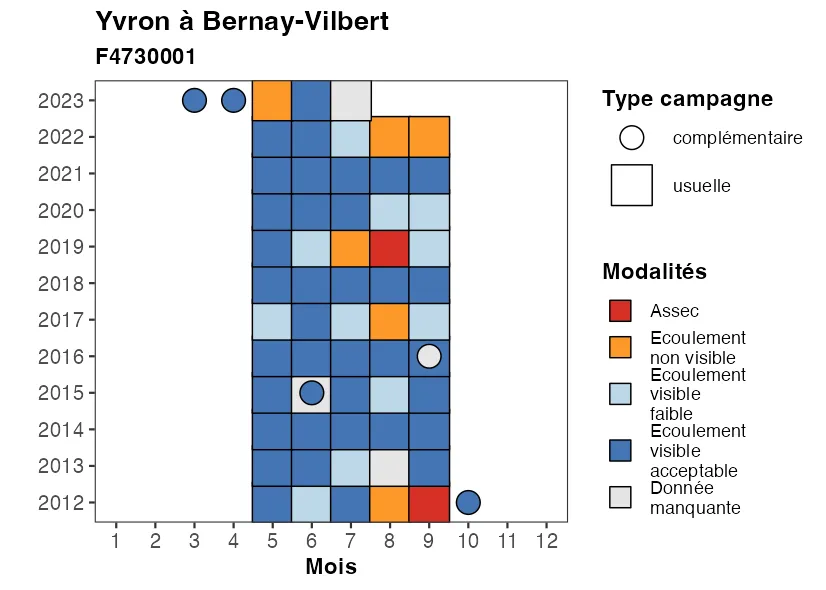 Yvron à Bernay-Vilbert
F4730001
2023
2022
2021
2020
2019
2018
2017
2016
2015
2014
2013
2012
1 2 3 4 5 6 7 8 9 10 11 12
Mois
Type campagne
complémentaire
usuelle
Modalités
Assec
Ecoulement
non visible
Ecoulement
visible
faible
Ecoulement
visible
acceptable
Donnée
manquante